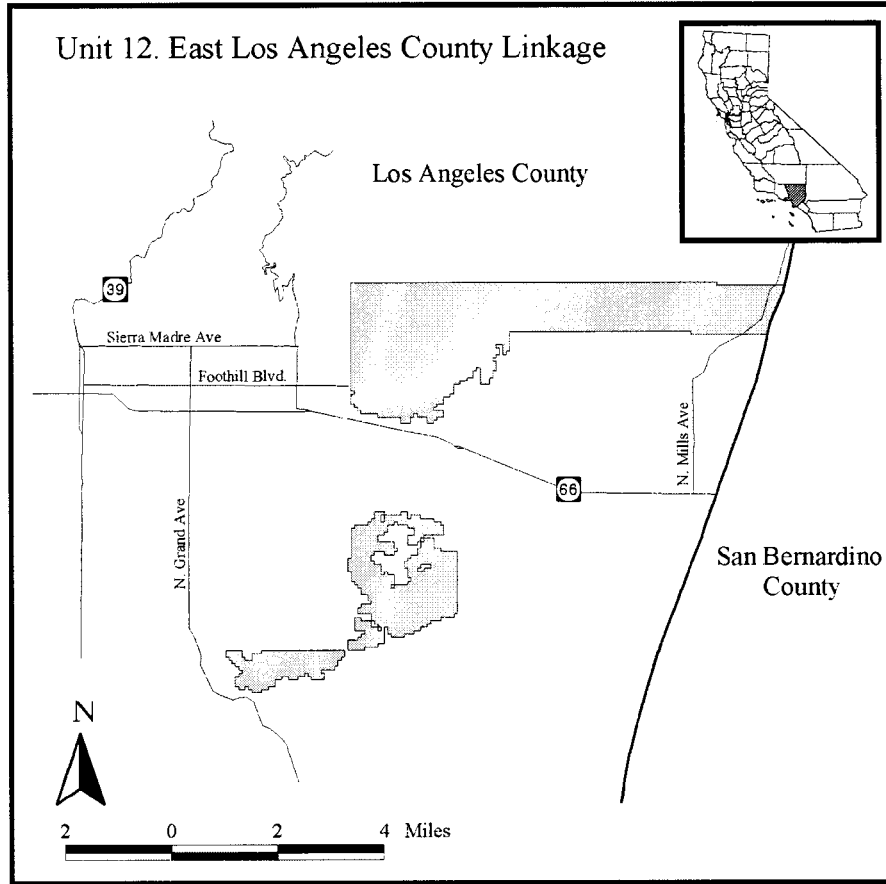 Unit 12. East Los Angeles County Linkage
Los Angeles County
39
Sierra Madre Ave
Foothill Blvd.
N. Mills Ave
66
N. Grand Ave
San Bernardino
County
N
2 0 2 4 Miles